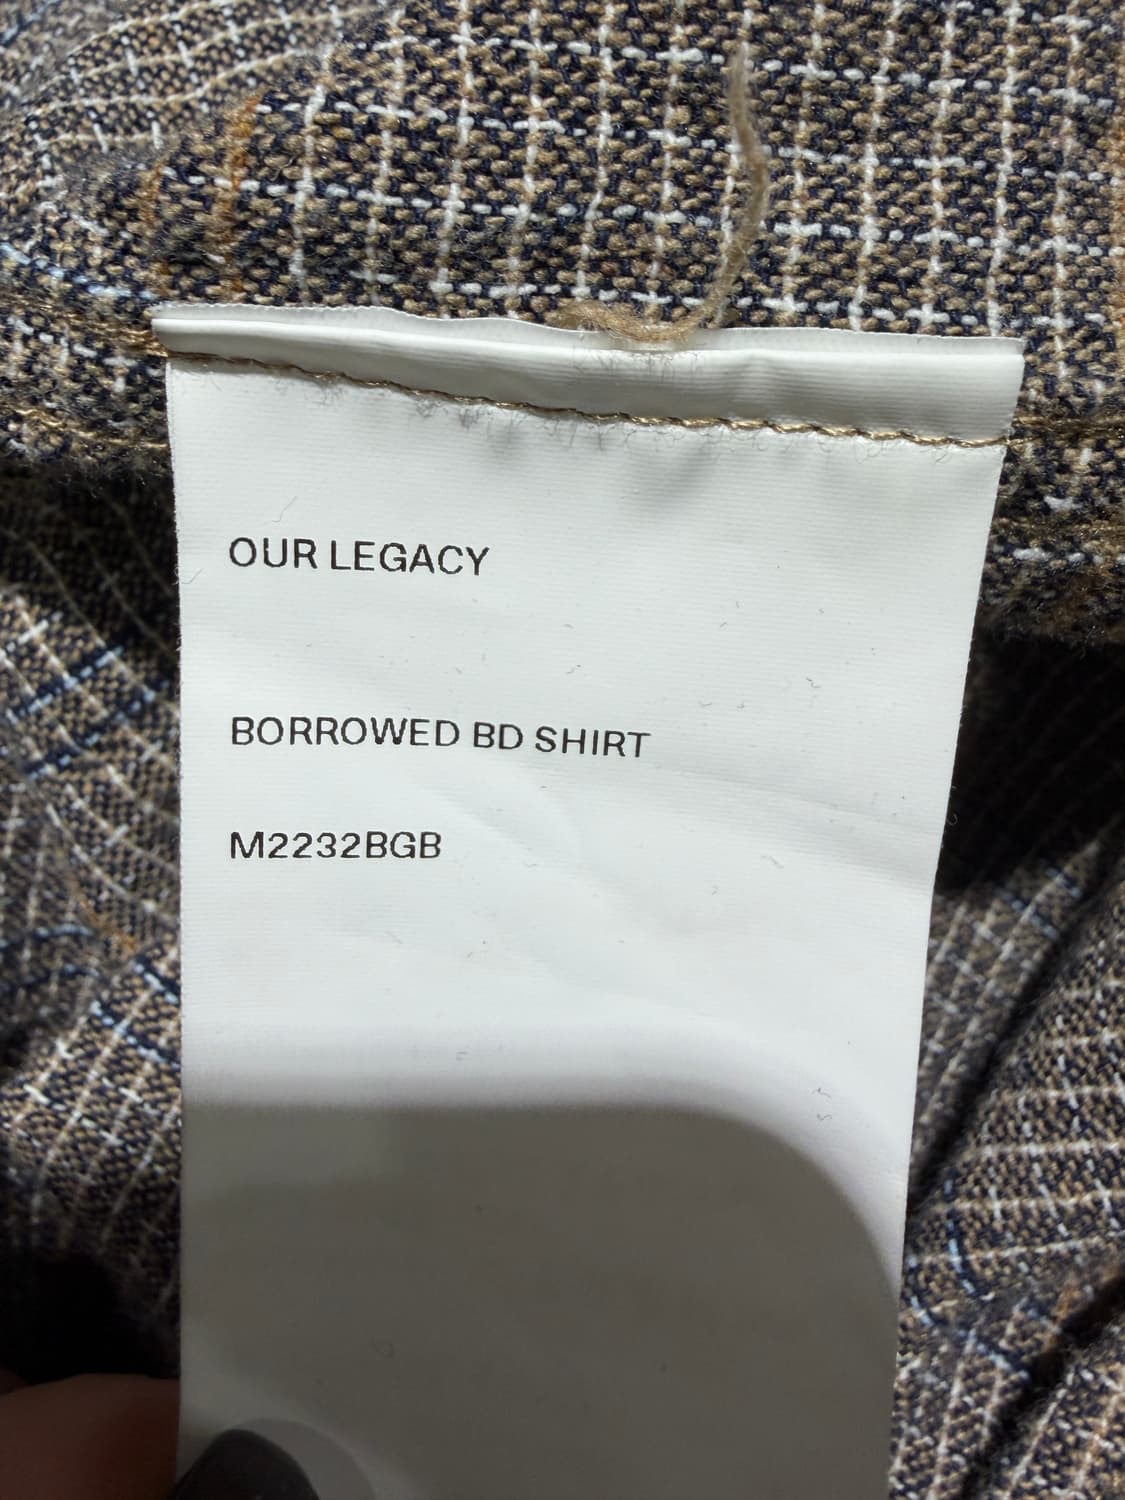 OUR LEGACY
BORROWED BD SHIRT
M2232BGB